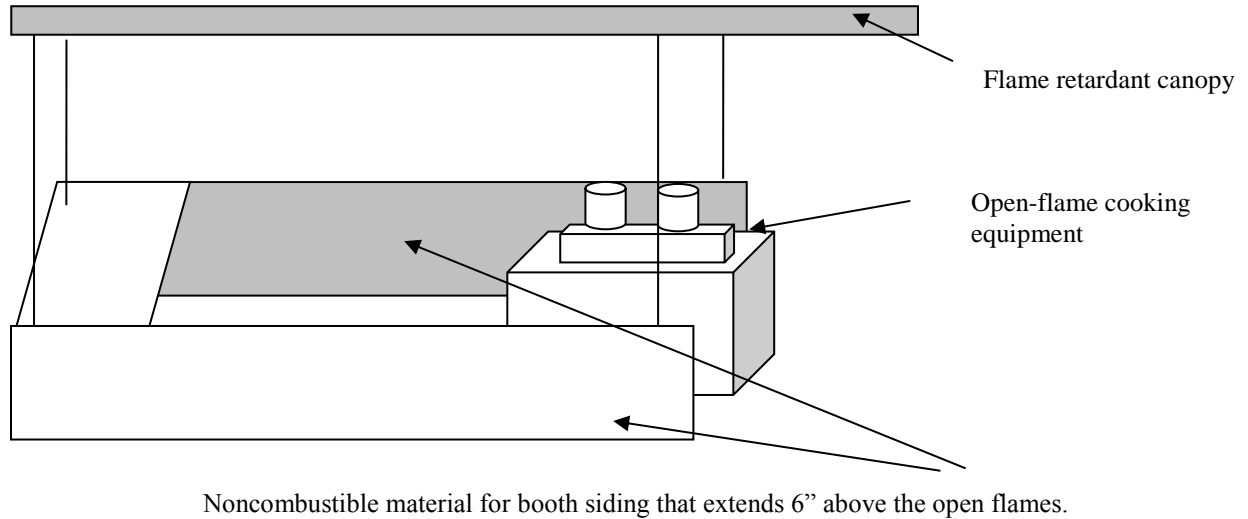 Flame retardant canopy
Open-flame cooking
equipment
Noncombustible material for booth siding that extends 6” above the open flames.